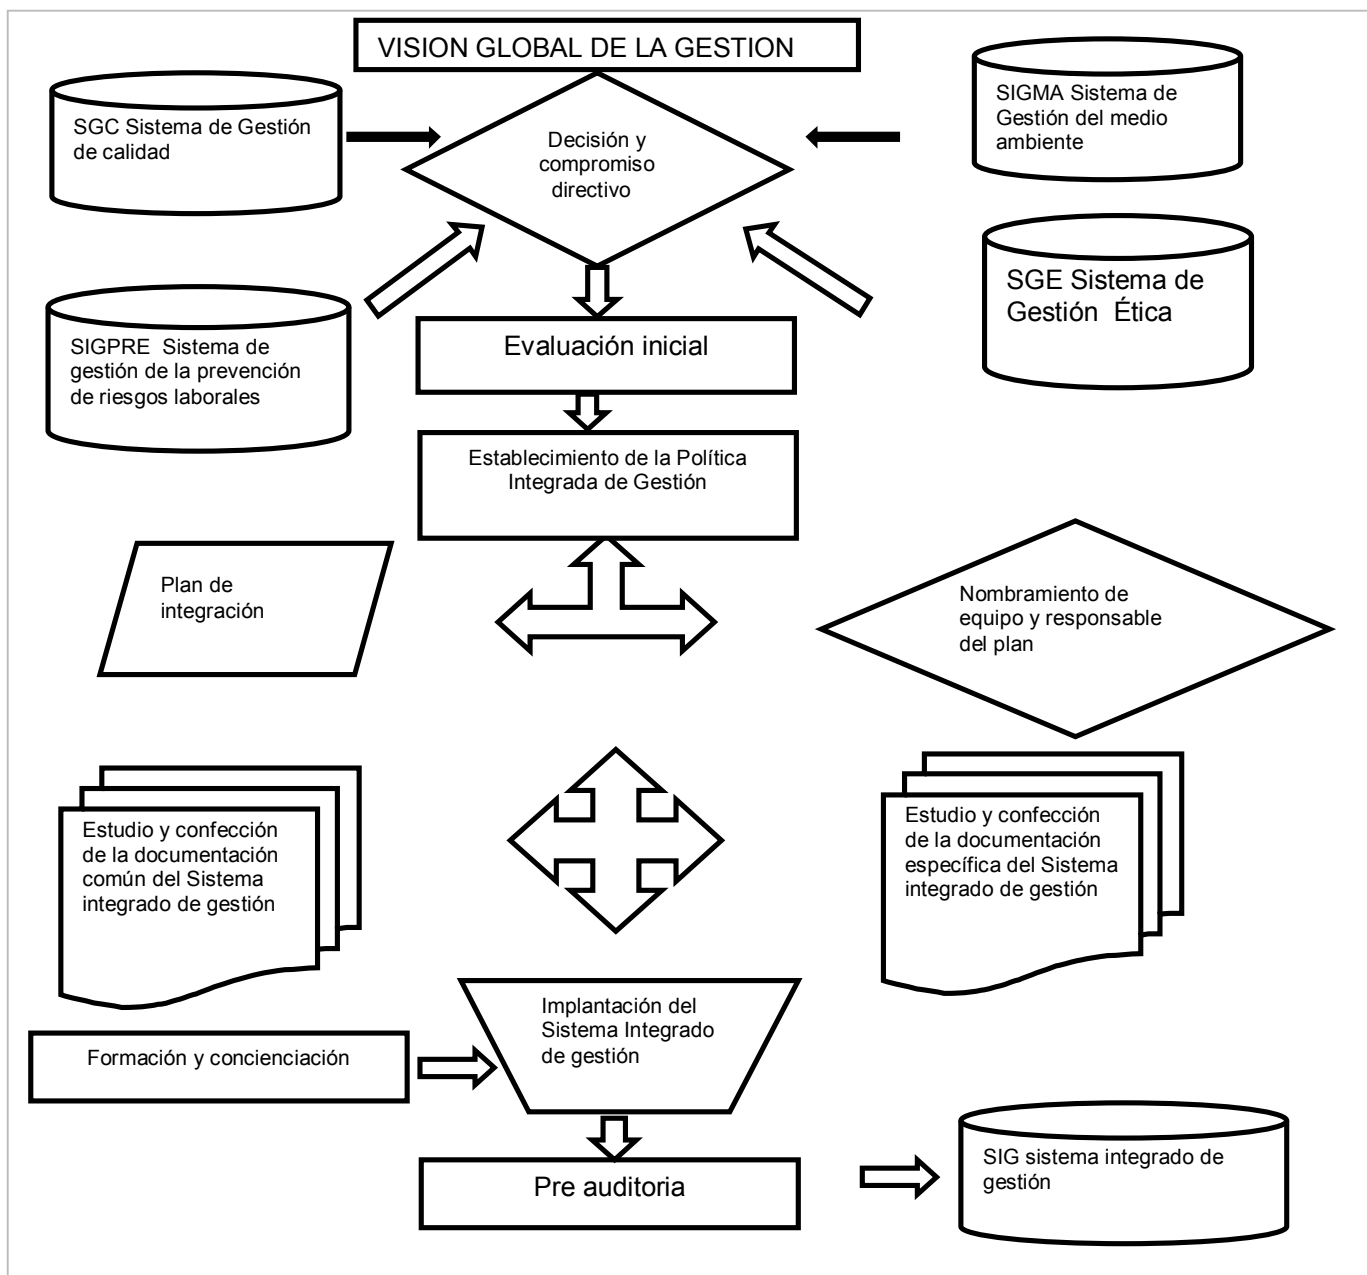 VISION GLOBAL DE LA GESTION
SGC Sistema de Gestión
de calidad
Decisión y
compromiso
directivo
SIGMA Sistema de
Gestión del medio
ambiente
SIGPRE  Sistema de
gestión de la prevención
de riesgos laborales
SGE Sistema de
Gestión  Ética
Evaluación inicial
Establecimiento de la Política
Integrada de Gestión
Plan de
integración
Nombramiento de
equipo y responsable
del plan
Estudio y confección
de la documentación
común del Sistema
integrado de gestión
Estudio y confección
de la documentación
específica del Sistema
integrado de gestión
Implantación del
Sistema Integrado
de gestión
Formación y concienciación
Pre auditoria
SIG sistema integrado de
gestión